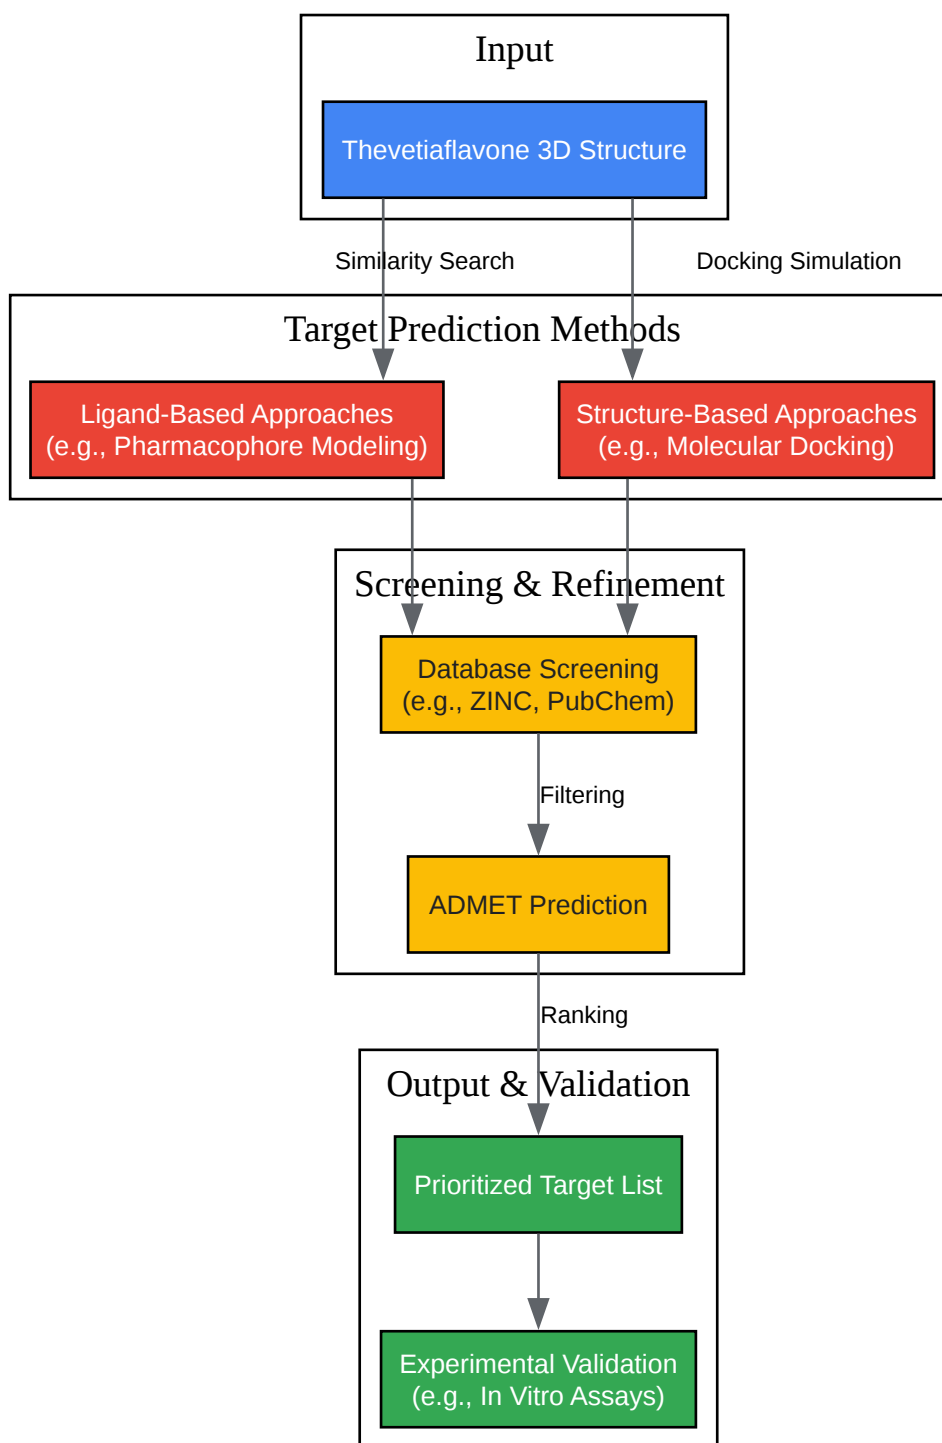 Input
Thevetiaflavone 3D Structure
Similarity Search
Docking Simulation
Target Prediction Methods
Ligand-Based Approaches
(e.g., Pharmacophore Modeling)
Structure-Based Approaches
(e.g., Molecular Docking)
Screening & Refinement
Database Screening
(e.g., ZINC, PubChem)
Filtering
ADMET Prediction
Ranking
Output & Validation
Prioritized Target List
Experimental Validation
(e.g., In Vitro Assays)